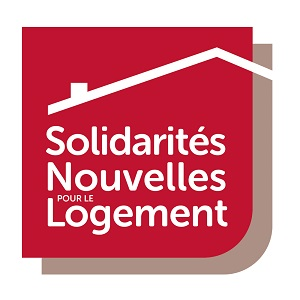 Solidarités
Nouvelles
POUR LE
Logement